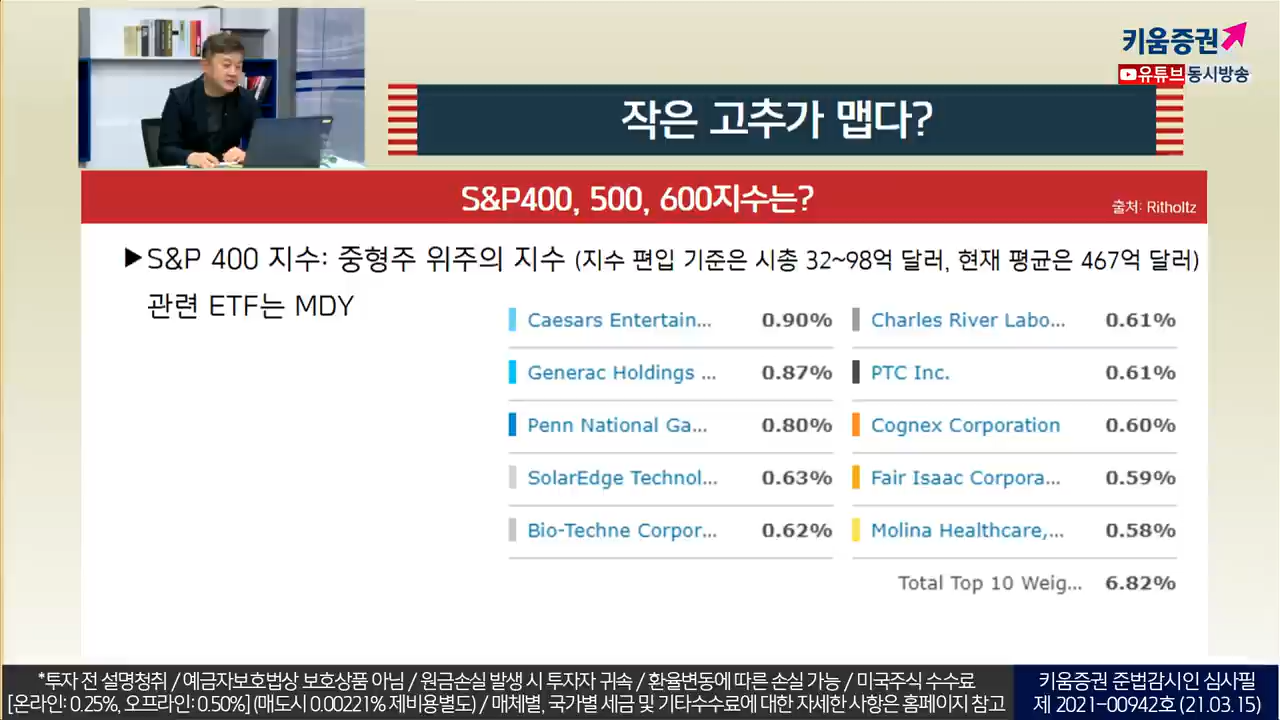 키움증권
유튜브 동시방송
작은 고추가 맵다?
S&P400, 500, 600지수는?
출처: Ritholtz
▶S&P 400 지수: 중형주 위주의 지수 (지수 편입 기준은 시총 32~98억 달러, 현재 평균은 467억 달러)
관련 ETF는 MDY
Caesars Entertain... 0.90%
Charles River Labo... 0.61%
Generac Holdings ... 0.87%
PTC Inc. 0.61%
Penn National Ga... 0.80%
Cognex Corporation 0.60%
SolarEdge Technol... 0.63%
Fair Isaac Corpora... 0.59%
Bio-Techne Corpor... 0.62%
Molina Healthcare,... 0.58%
Total Top 10 Weig... 6.82%
*투자 전 설명청취 / 예금자보호법상 보호상품 아님 / 원금손실 발생 시 투자자 귀속 / 환율변동에 따른 손실 가능 / 미국주식 수수료
[온라인: 0.25%, 오프라인: 0.50%] (매도시 0.00221% 제비용별도) / 매체별, 국가별 세금 및 기타수수료에 대한 자세한 사항은 홈페이지 참고
키움증권 준법감시인 심사필
제 2021-00942호 (21.03.15)